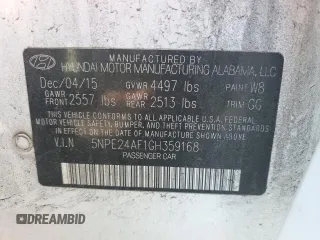 MANUFACTURED BY
HYUNDAI MOTOR MANUFACTURING ALABAMA, LLC
Dec/04/15 GVWR 4497 lbs PAINT W8
GAWR FRONT 2557 lbs GAWR REAR 2513 lbs TRIM GG
THIS VEHICLE CONFORMS TO ALL APPLICABLE FEDERAL MOTOR
VEHICLE SAFETY, BUMPER, AND THEFT PREVENTION STANDARDS
IN EFFECT ON THE DATE OF MANUFACTURE SHOWN ABOVE.
V.I.N 5NPE24AF1GH359168
PASSENGER CAR
DREAMBID